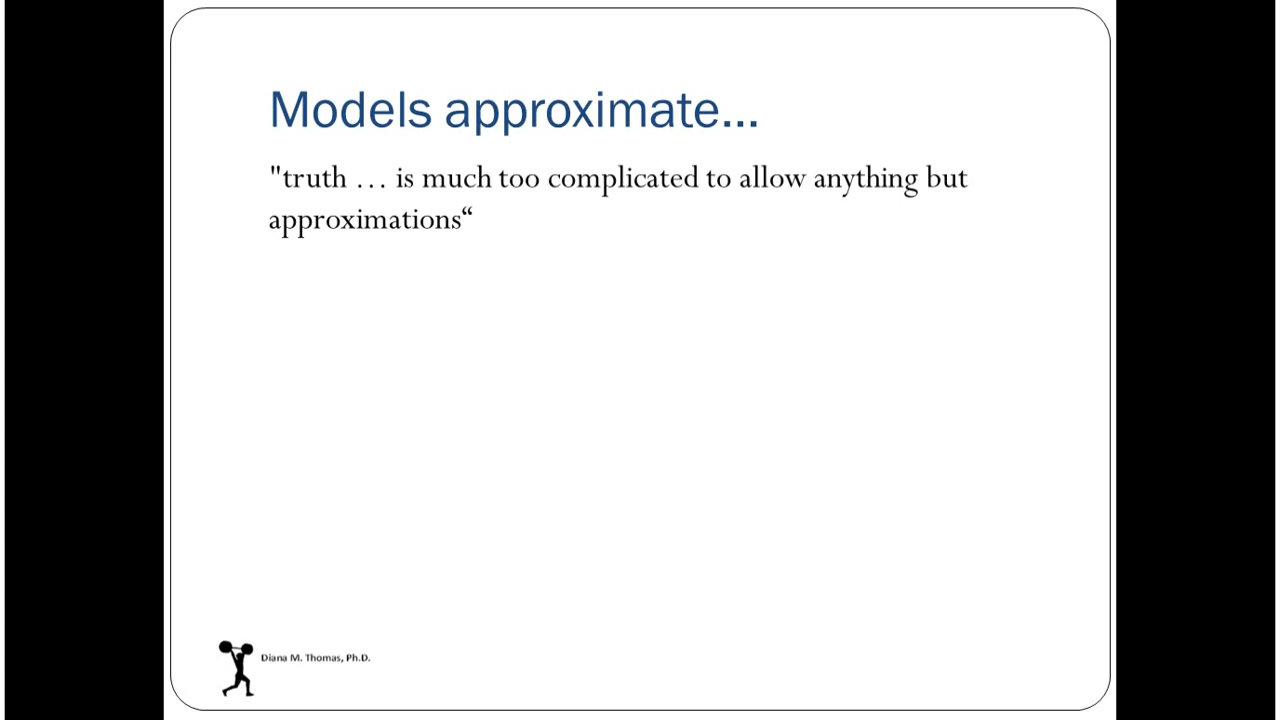 Models approximate...
"truth … is much too complicated to allow anything but
approximations“
Diana M. Thomas, Ph.D.